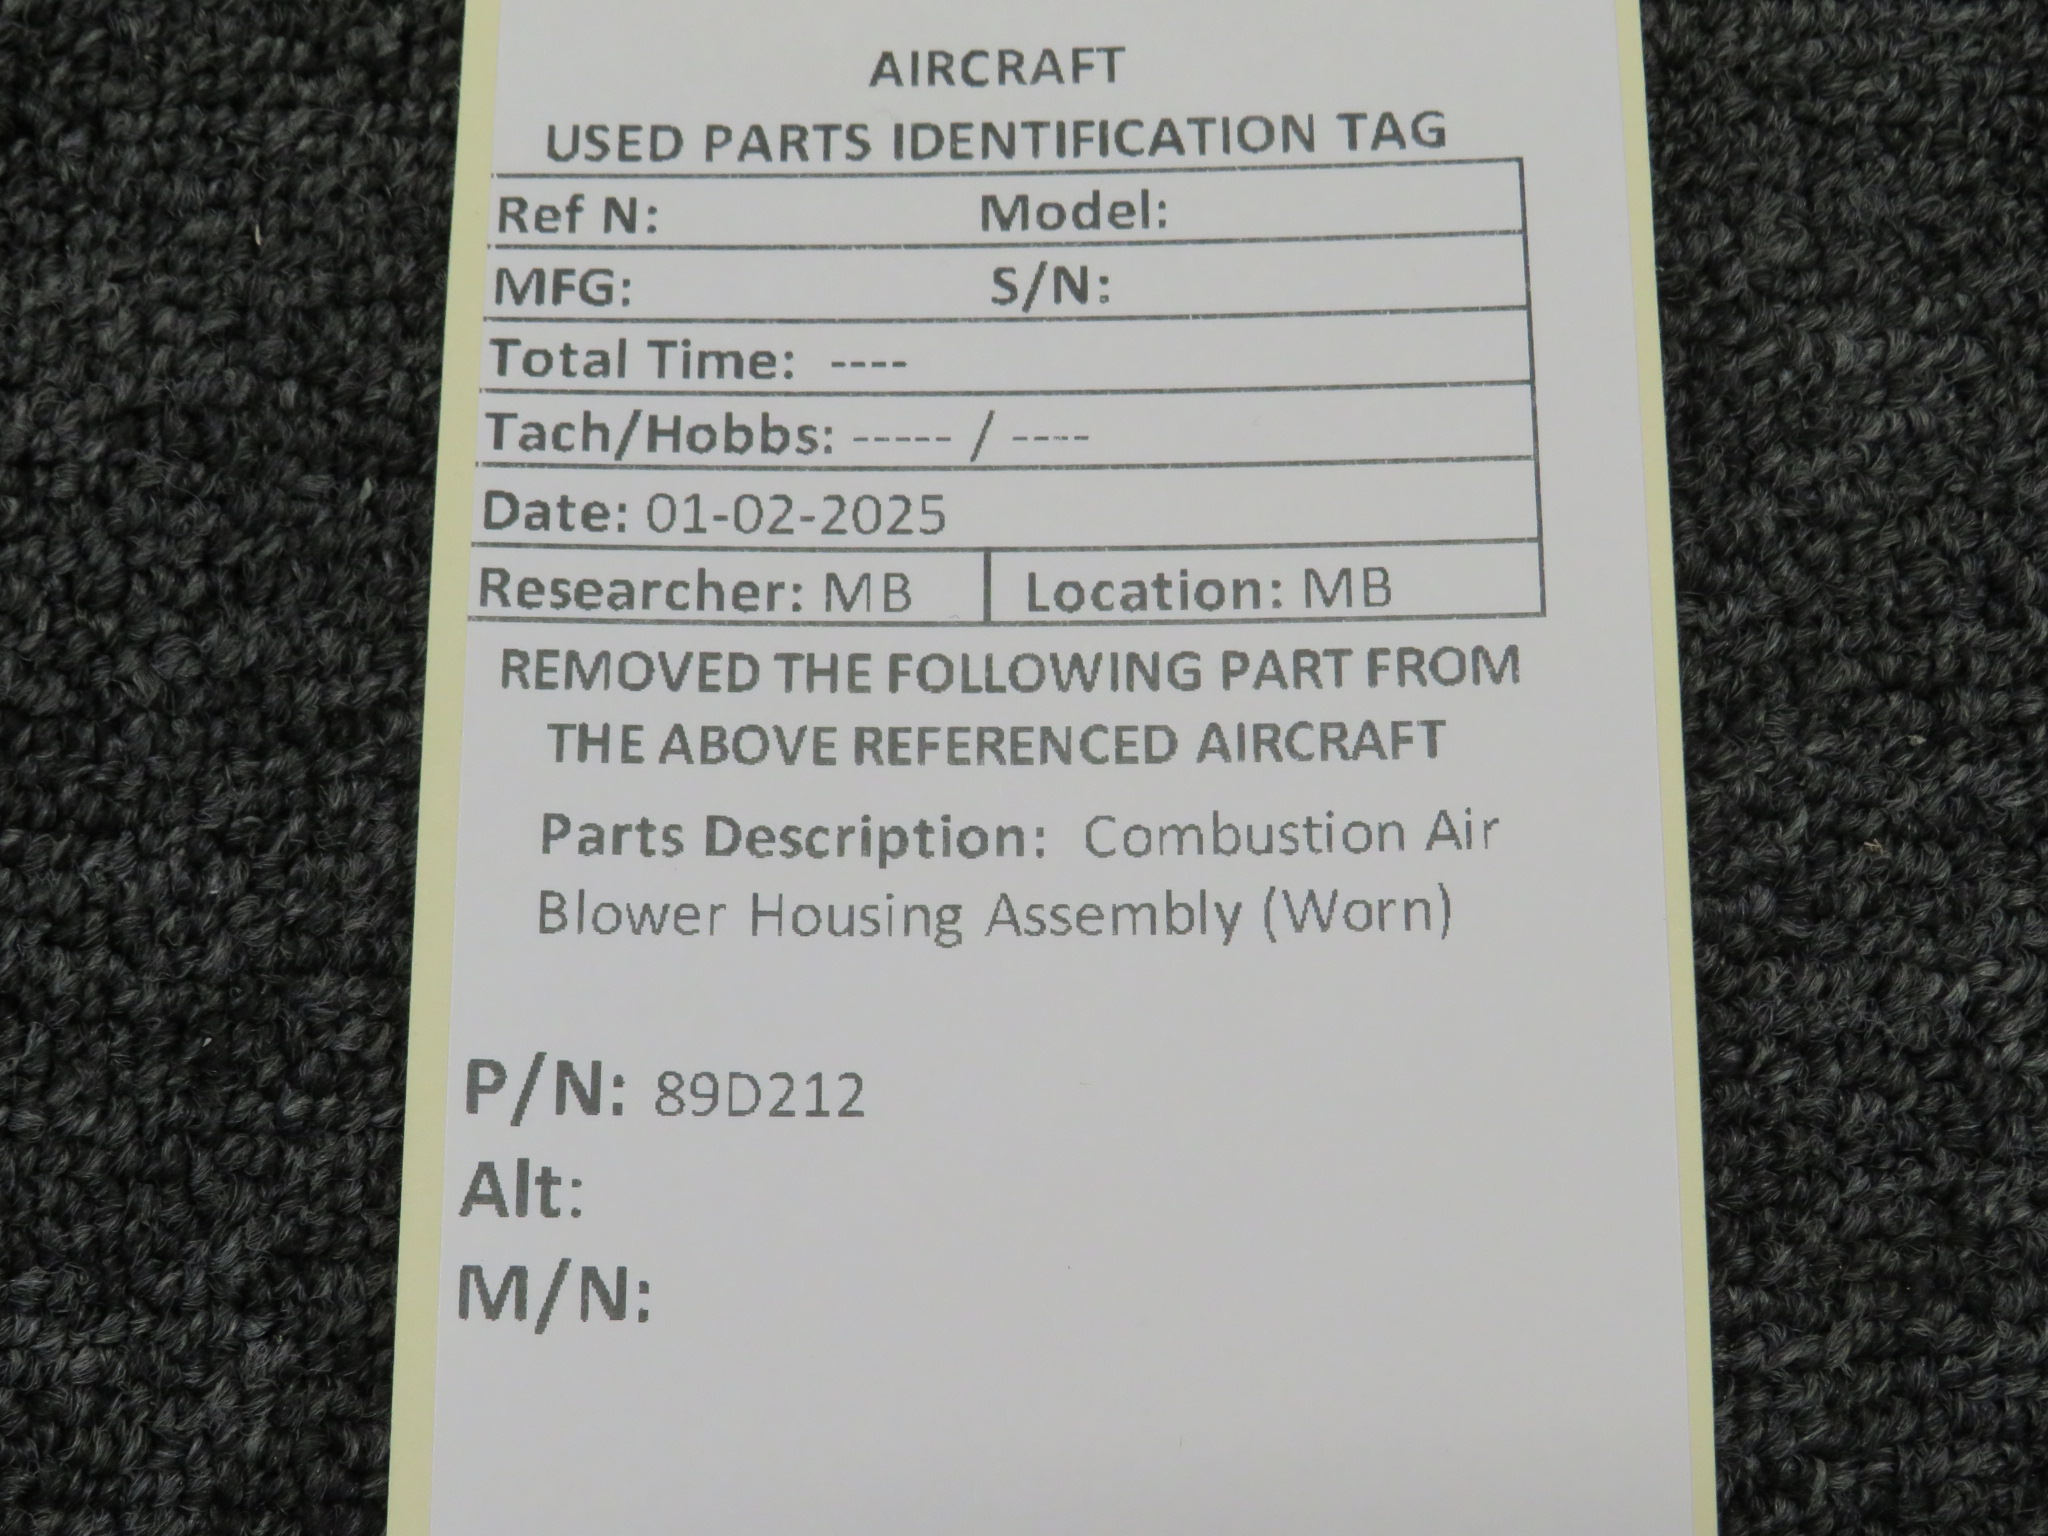 AIRCRAFT
USED PARTS IDENTIFICATION TAG
Ref N: Model:
MFG: S/N:
Total Time: ----
Tach/Hobbs: ----- / ----
Date: 01-02-2025
Researcher: MB Location: MB
REMOVED THE FOLLOWING PART FROM
THE ABOVE REFERENCED AIRCRAFT
Parts Description: Combustion Air
Blower Housing Assembly (Worn)
P/N: 89D212
Alt:
M/N: